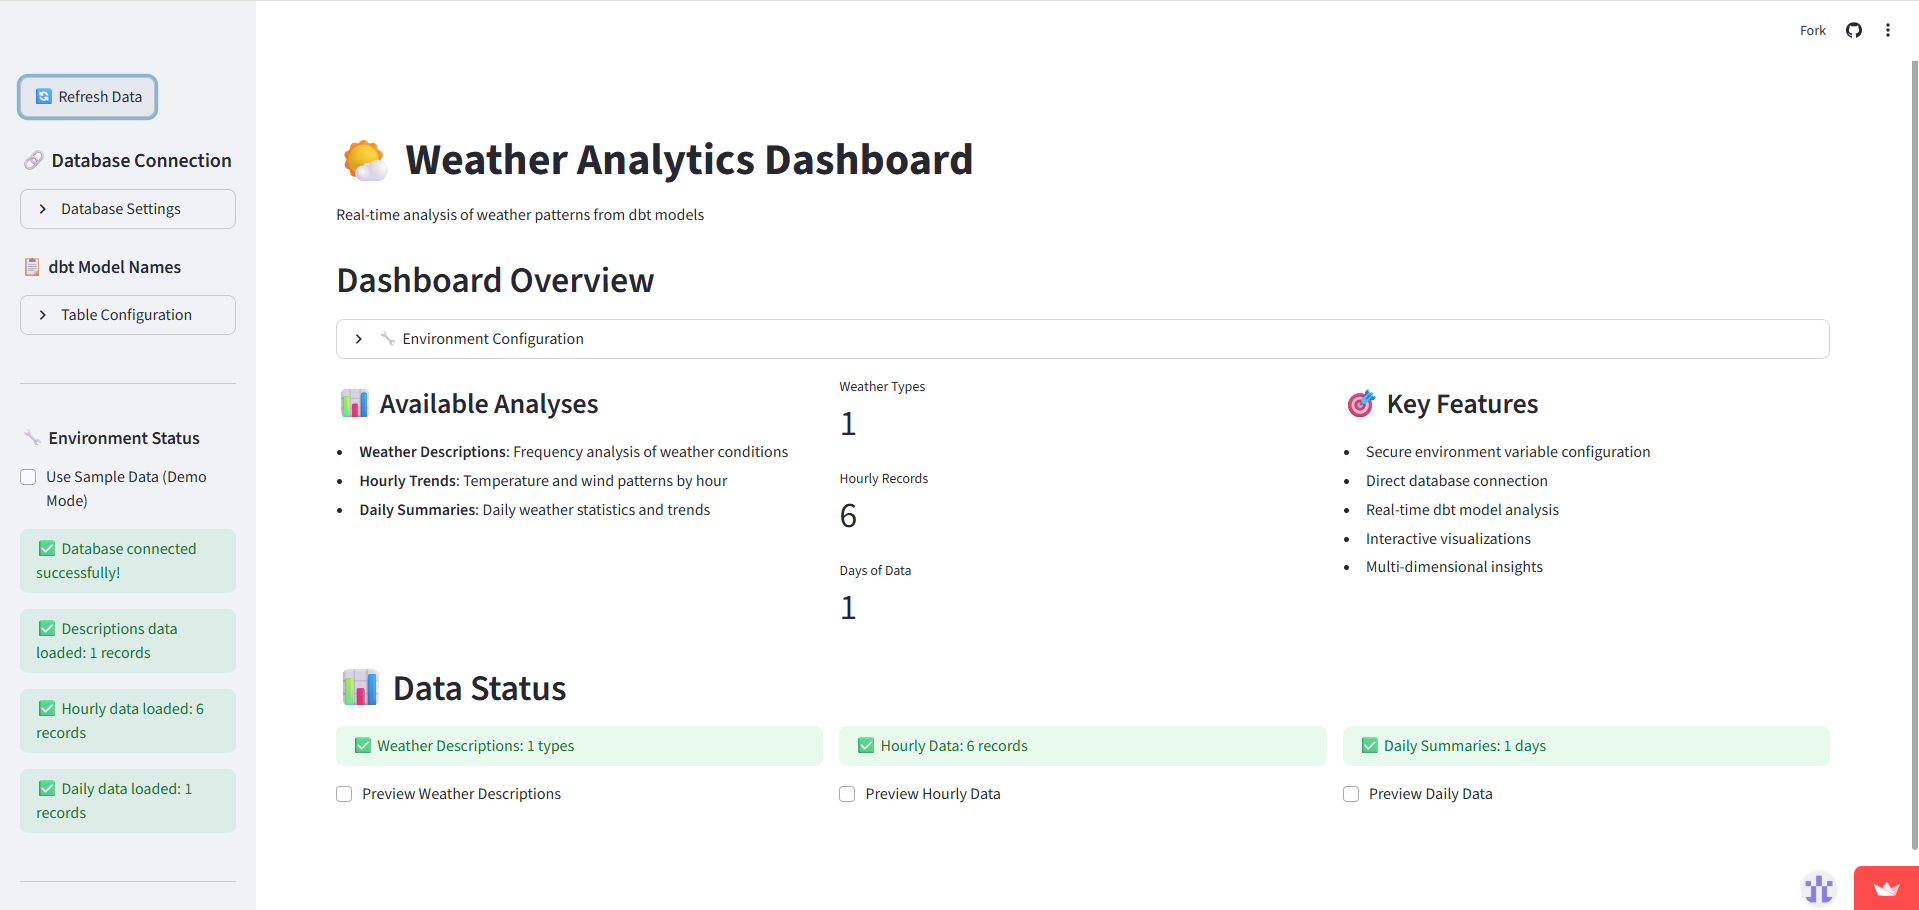 Fork
Refresh Data
Database Connection
Database Settings
dbt Model Names
Table Configuration
Environment Status
Use Sample Data (Demo
Mode)
Database connected
successfully!
Descriptions data
loaded: 1 records
Hourly data loaded: 6
records
Daily data loaded: 1
records
Weather Analytics Dashboard
Real-time analysis of weather patterns from dbt models
Dashboard Overview
Environment Configuration
Available Analyses
Weather Descriptions: Frequency analysis of weather conditions
Hourly Trends: Temperature and wind patterns by hour
Daily Summaries: Daily weather statistics and trends
Weather Types
1
Hourly Records
6
Days of Data
1
Key Features
Secure environment variable configuration
Direct database connection
Real-time dbt model analysis
Interactive visualizations
Multi-dimensional insights
Data Status
Weather Descriptions: 1 types
Hourly Data: 6 records
Daily Summaries: 1 days
Preview Weather Descriptions
Preview Hourly Data
Preview Daily Data